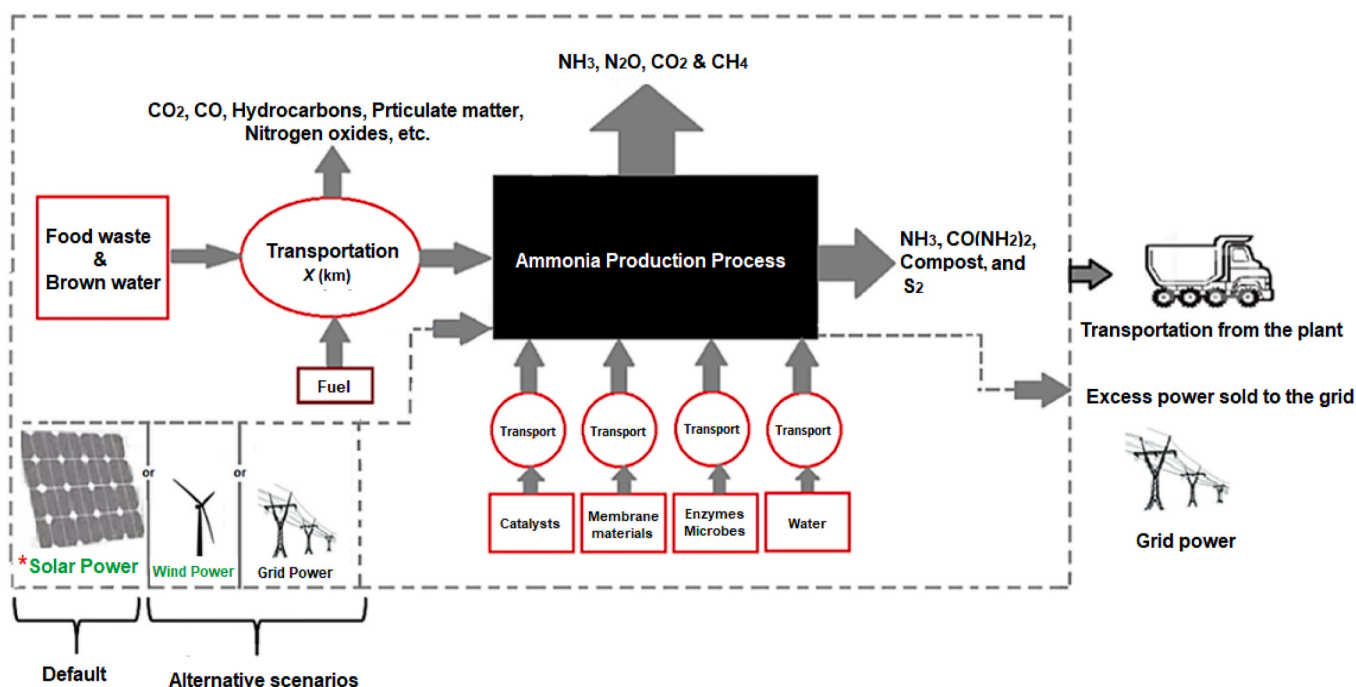 NH3, N2O, CO2 & CH4
CO2, CO, Hydrocarbons, Prticulate matter,
Nitrogen oxides, etc.
Food waste
&
Brown water
Transportation
X (km)
Fuel
Ammonia Production Process
NH3, CO(NH2)2,
Compost, and
S2
Transportation from the plant
Excess power sold to the grid
Grid power
Transport
Transport
Transport
Transport
Catalysts
Membrane
materials
Enzymes
Microbes
Water
or
or
*Solar Power
Wind Power
Grid Power
Default
Alternative scenarios